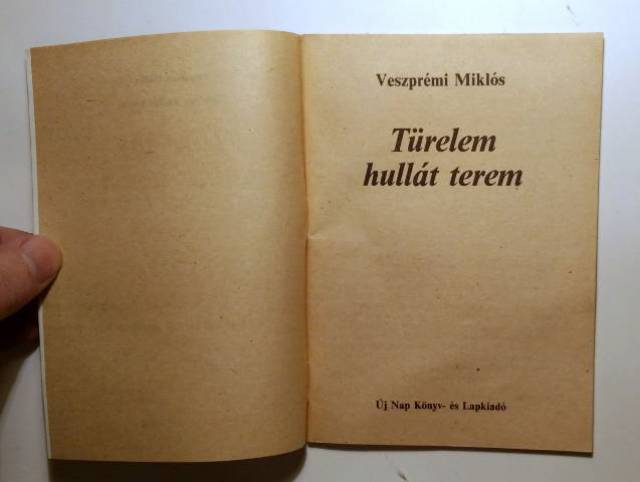 Veszprémi Miklós
Türelem
hullát terem
Új Nap Könyv- és Lapkiadó